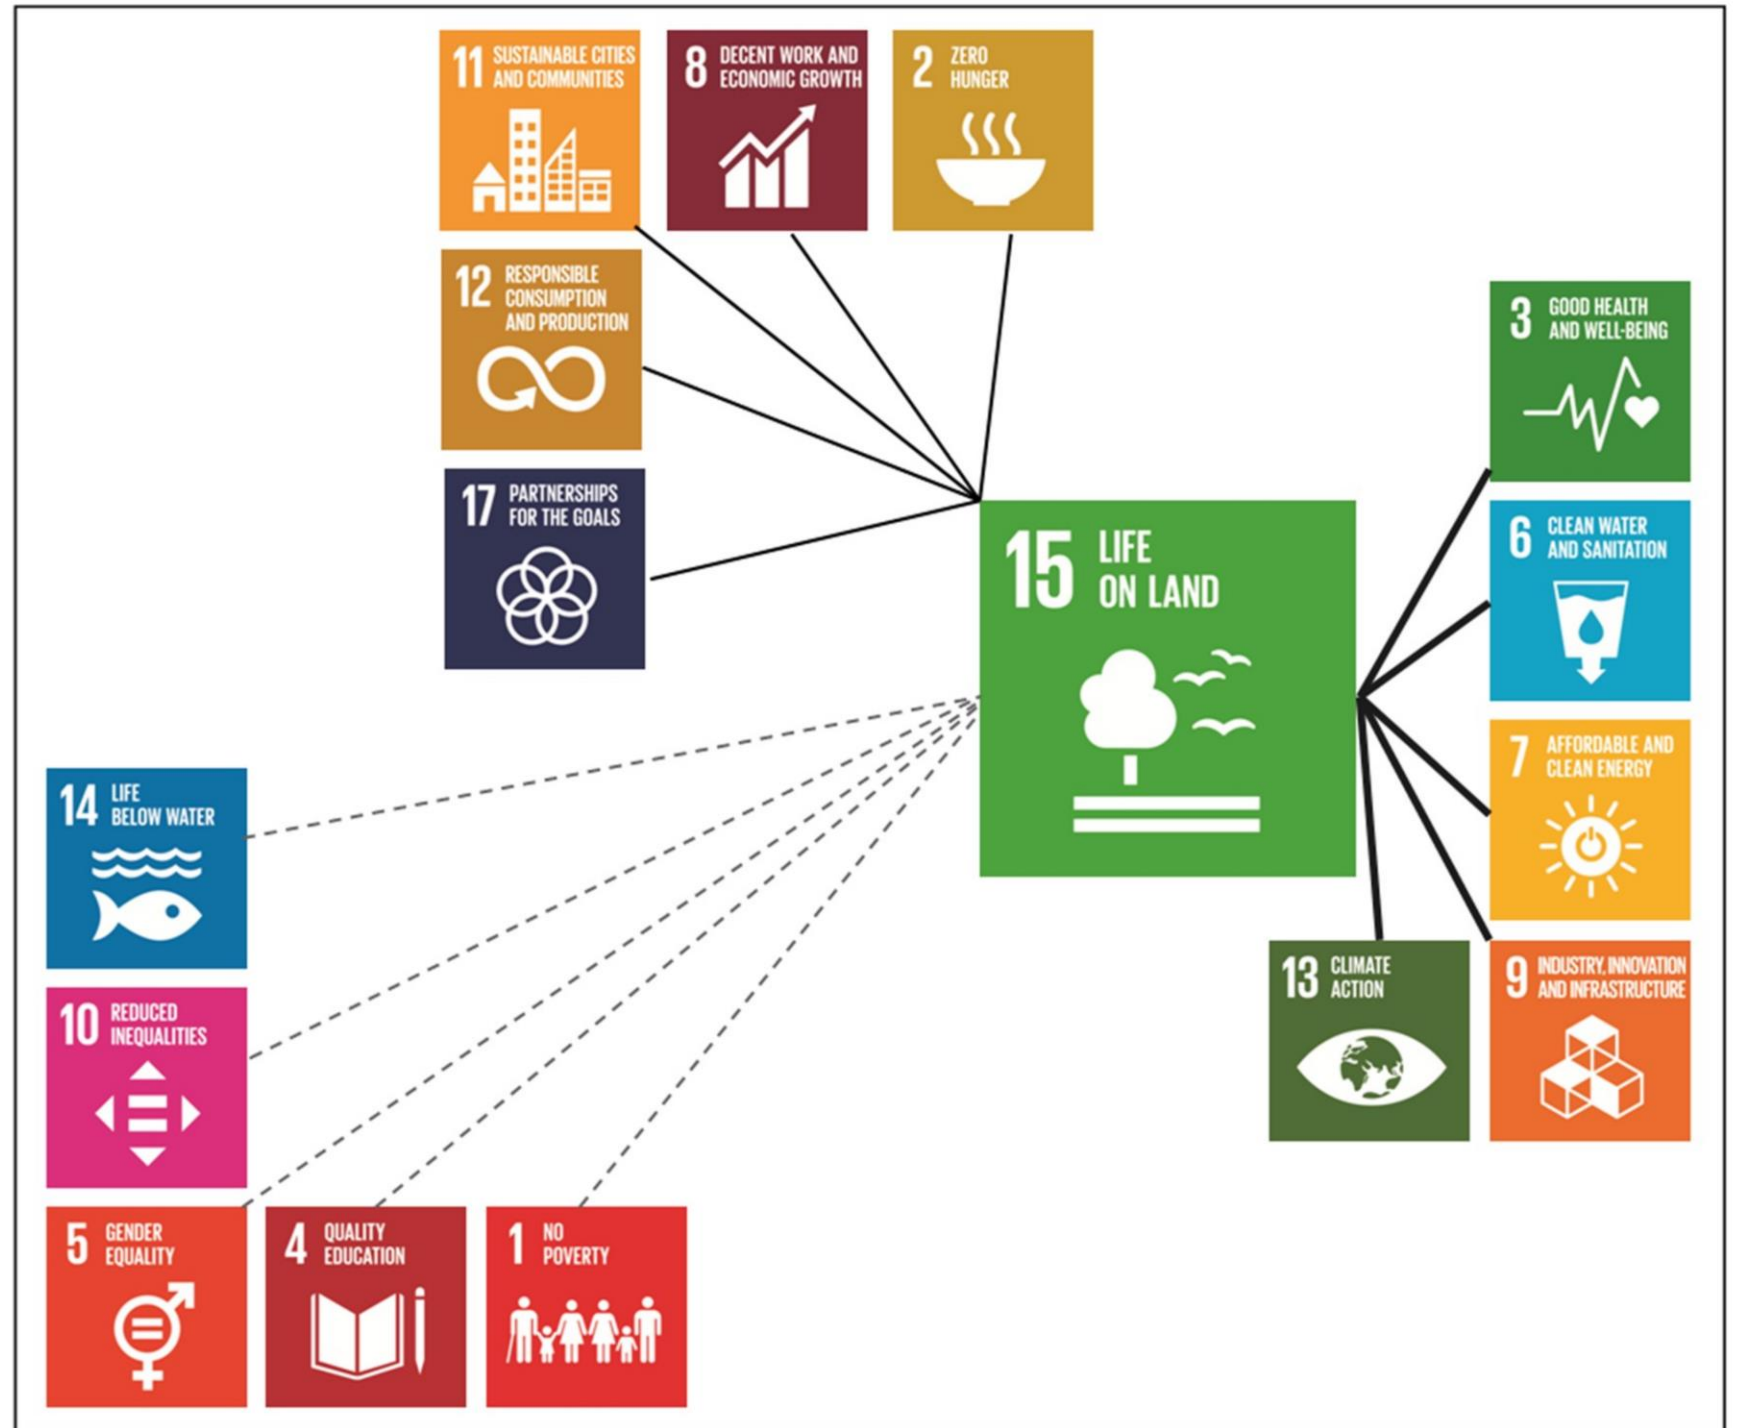 11 SUSTAINABLE CITIES
AND COMMUNITIES
8 DECENT WORK AND
ECONOMIC GROWTH
2 ZERO
HUNGER
12 RESPONSIBLE
CONSUMPTION
AND PRODUCTION
3 GOOD HEALTH
AND WELL-BEING
17 PARTNERSHIPS
FOR THE GOALS
15 LIFE
ON LAND
6 CLEAN WATER
AND SANITATION
7 AFFORDABLE AND
CLEAN ENERGY
14 LIFE
BELOW WATER
13 CLIMATE
ACTION
9 INDUSTRY, INNOVATION
AND INFRASTRUCTURE
10 REDUCED
INEQUALITIES
5 GENDER
EQUALITY
4 QUALITY
EDUCATION
1 NO
POVERTY